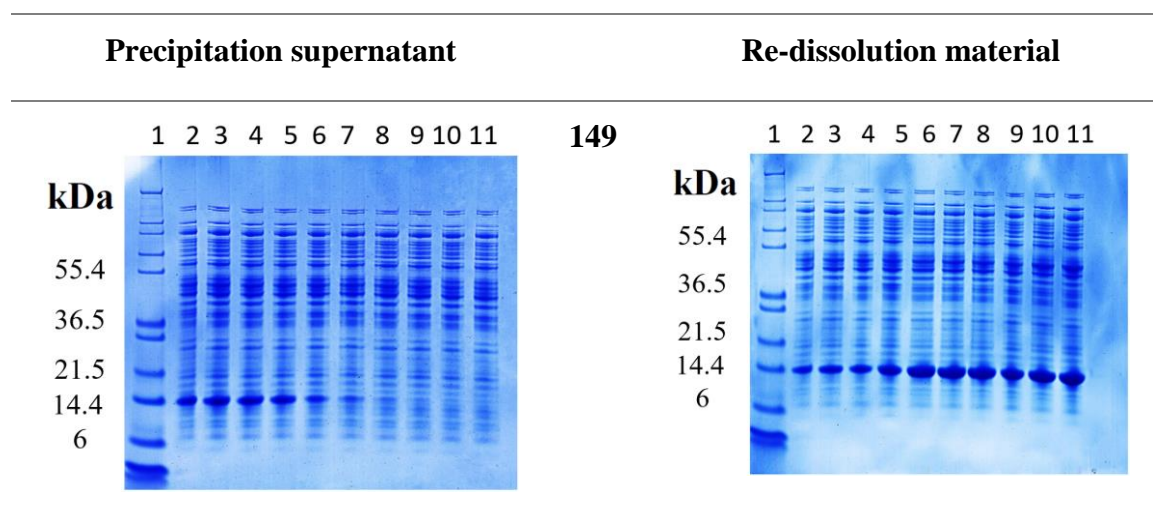 Precipitation supernatant
Re-dissolution material
1 2 3 4 5 6 7 8 9 10 11
kDa
55.4
36.5
21.5
14.4
6
149
1 2 3 4 5 6 7 8 9 10 11
kDa
55.4
36.5
21.5
14.4
6